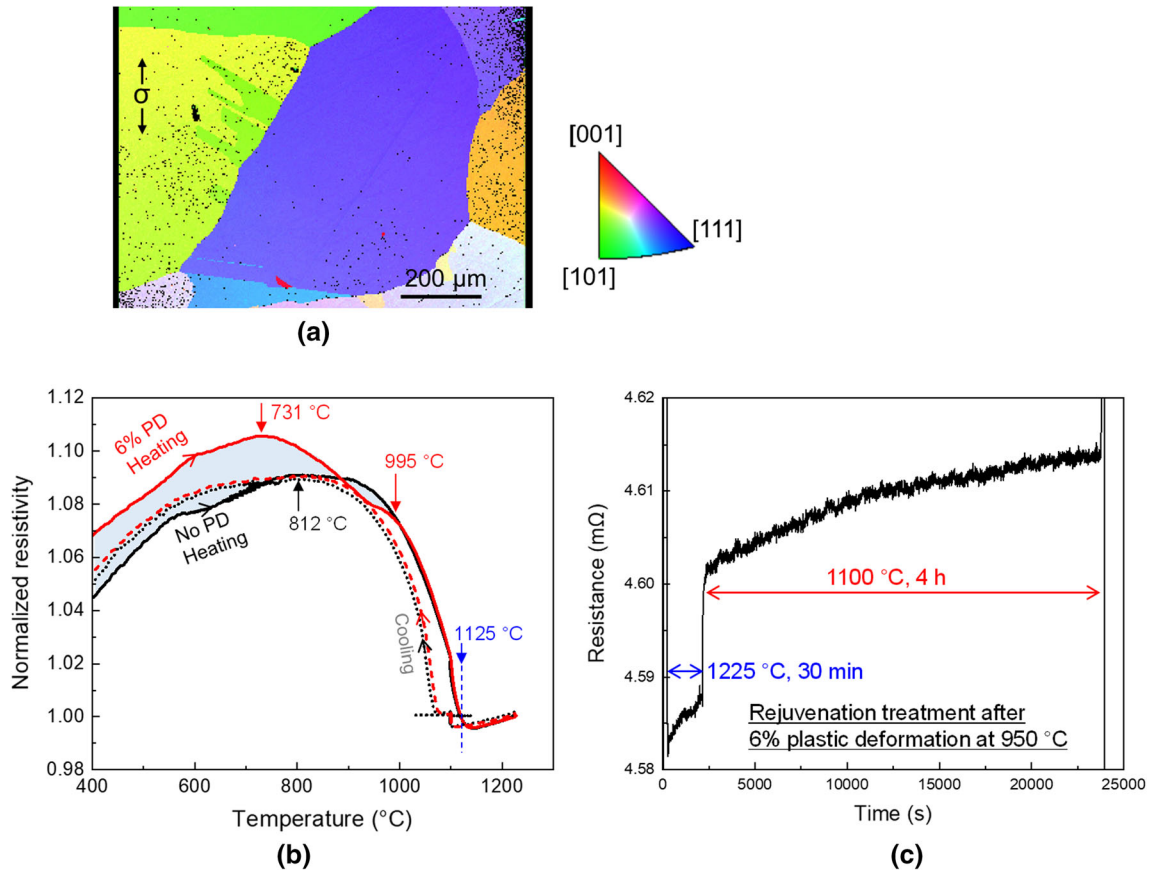 σ
200 μm
[001]
[111]
[101]
(a)
1.12
1.10
1.08
1.06
1.04
1.02
1.00
0.98
Normalized resistivity
6% PD
Heating
731 °C
995 °C
812 °C
No PD
Heating
Cooling
1125 °C
400
600
800
1000
1200
Temperature (°C)
(b)
4.62
4.61
4.60
4.59
4.58
Resistance (mΩ)
1100 °C, 4 h
1225 °C, 30 min
Rejuvenation treatment after
6% plastic deformation at 950 °C
0
5000
10000
15000
20000
25000
Time (s)
(c)